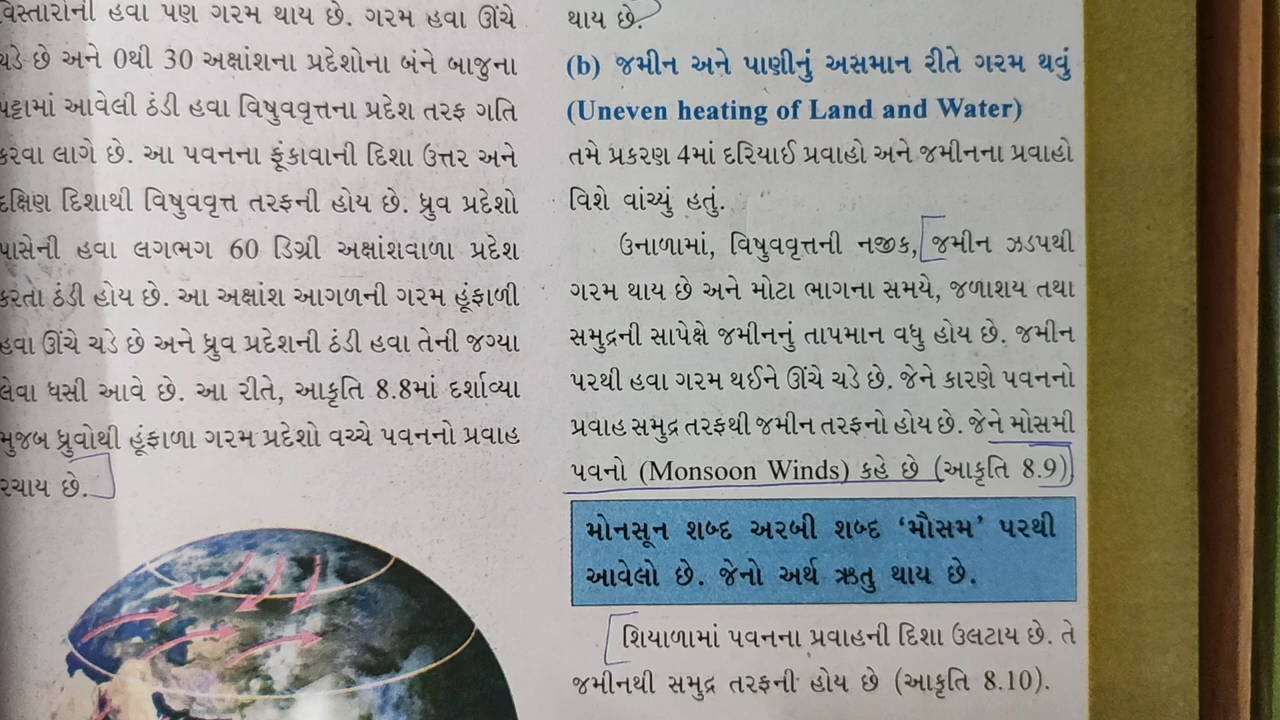 વિસ્તારોની હવા પણ ગરમ થાય છે. ગરમ હવા ઊંચે
ચડે છે અને 0થી 30 અક્ષાંશના પ્રદેશોના બંને બાજુના
પટ્ટામાં આવેલી ઠંડી હવા વિષુવવૃત્તના પ્રદેશ તરફ ગતિ
કરવા લાગે છે. આ પવનના ફૂંકાવાની દિશા ઉત્તર અને
દક્ષિણ દિશાથી વિષુવવૃત્ત તરફની હોય છે. ધ્રુવ પ્રદેશો
પાસેની હવા લગભગ 60 ડિગ્રી અક્ષાંશવાળા પ્રદેશ
કરતા ઠંડી હોય છે. આ અક્ષાંશ આગળની ગરમ હૂંફાળી
હવા ઊંચે ચડે છે અને ધ્રુવ પ્રદેશની ઠંડી હવા તેની જગ્યા
લેવા ધસી આવે છે. આ રીતે, આકૃતિ 8.8માં દર્શાવ્યા
મુજબ ધ્રુવોથી હૂંફાળા ગરમ પ્રદેશો વચ્ચે પવનનો પ્રવાહ
રચાય છે.
થાય છે.
(b) જમીન અને પાણીનું અસમાન રીતે ગરમ થવું
(Uneven heating of Land and Water)
તમે પ્રકરણ 4માં દરિયાઈ પ્રવાહો અને જમીનના પ્રવાહો
વિશે વાંચ્યું હતું.
ઉનાળામાં, વિષુવવૃત્તની નજીક, જમીન ઝડપથી
ગરમ થાય છે અને મોટા ભાગના સમયે, જળાશય તથા
સમુદ્રની સાપેક્ષે જમીનનું તાપમાન વધુ હોય છે. જમીન
પરથી હવા ગરમ થઈને ઊંચે ચડે છે. જેને કારણે પવનનો
પ્રવાહ સમુદ્ર તરફથી જમીન તરફનો હોય છે. જેને મોસમી
પવનો (Monsoon Winds) કહે છે (આકૃતિ 8.9)
મોનસૂન શબ્દ અરબી શબ્દ ‘મૌસમ’ પરથી
આવેલો છે. જેનો અર્થ ઋતુ થાય છે.
શિયાળામાં પવનના પ્રવાહની દિશા ઉલટાય છે. તે
જમીનથી સમુદ્ર તરફની હોય છે (આકૃતિ 8.10).